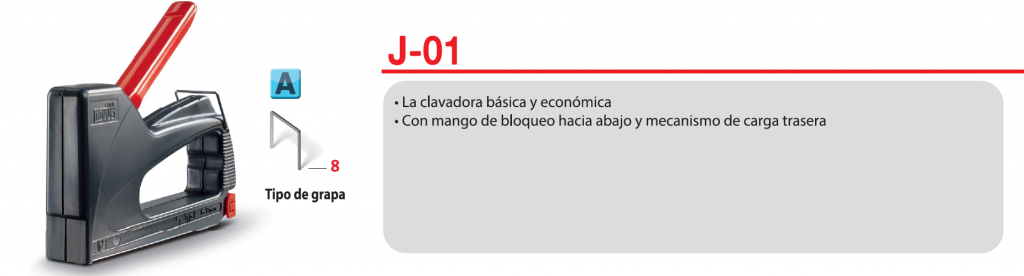 J-01
A
8
Tipo de grapa
• La clavadora básica y económica
• Con mango de bloqueo hacia abajo y mecanismo de carga trasera